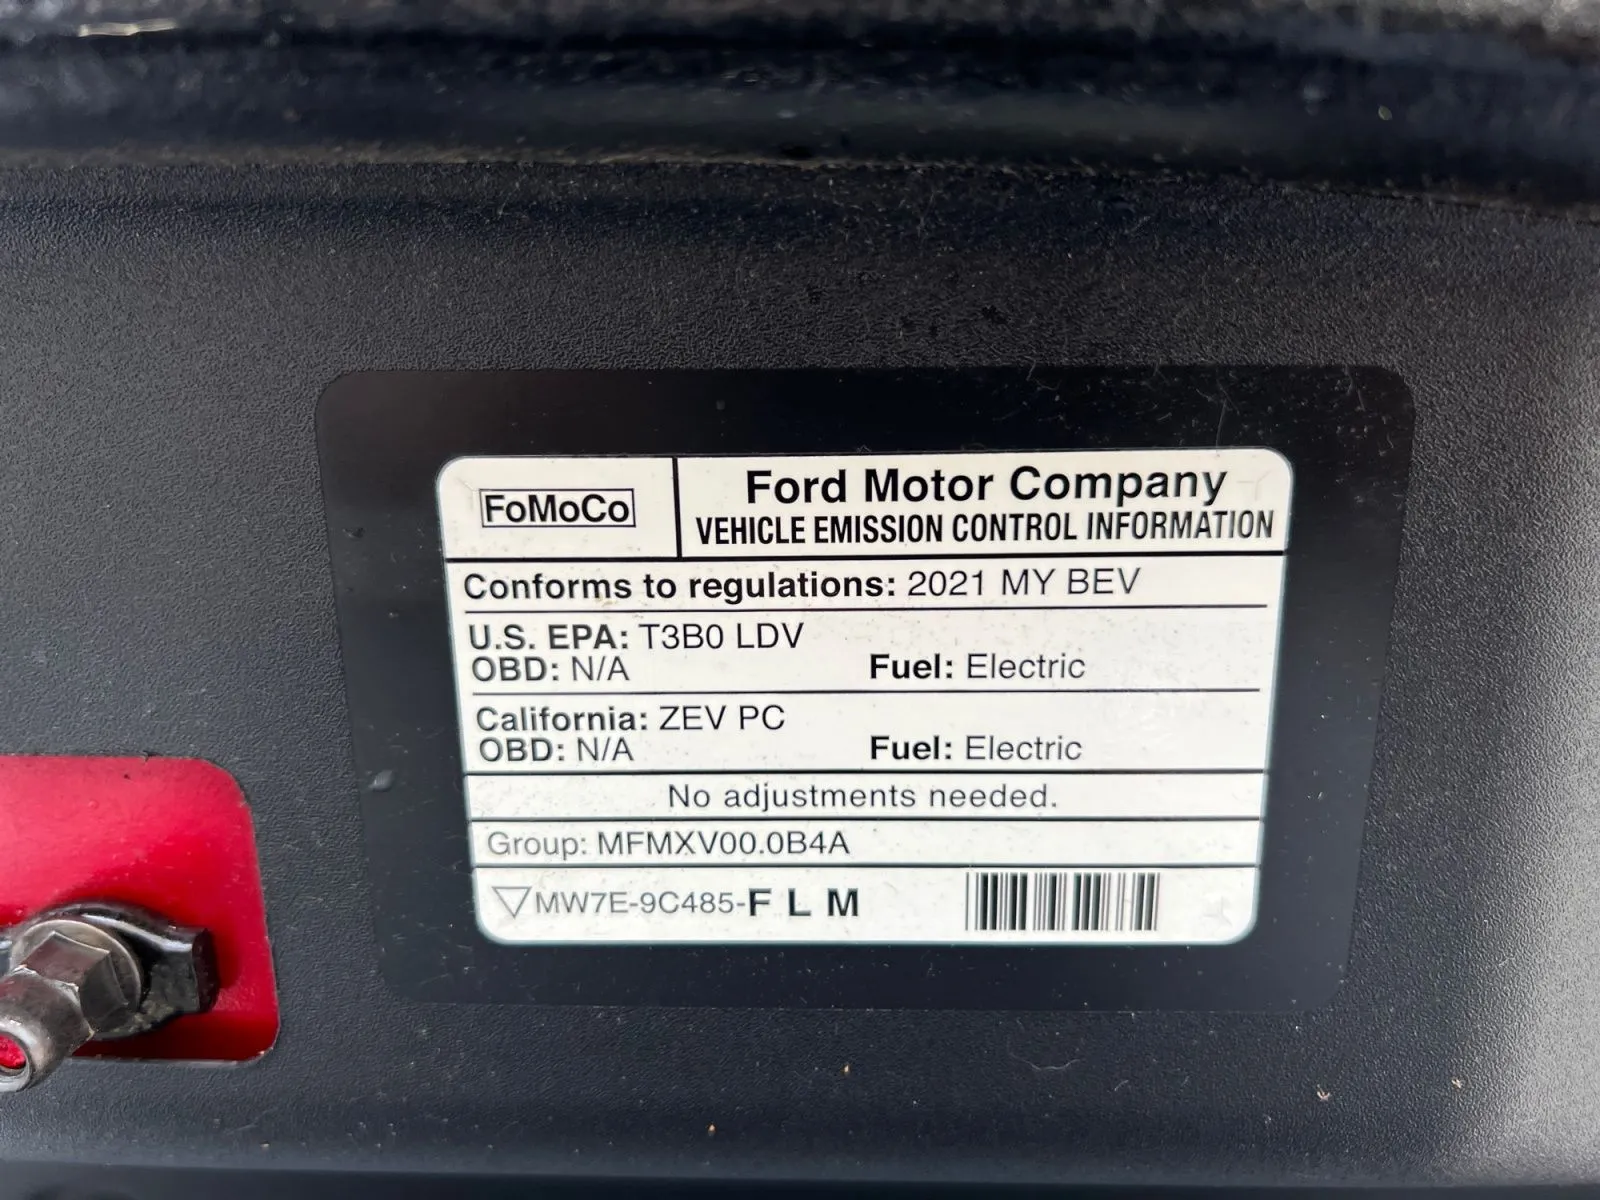 FoMoCo
Ford Motor Company
VEHICLE EMISSION CONTROL INFORMATION
Conforms to regulations: 2021 MY BEV
U.S. EPA: T3B0 LDV
OBD: N/A Fuel: Electric
California: ZEV PC
OBD: N/A Fuel: Electric
No adjustments needed.
Group: MFMXV00.0B4A
MW7E-9C485-F L M